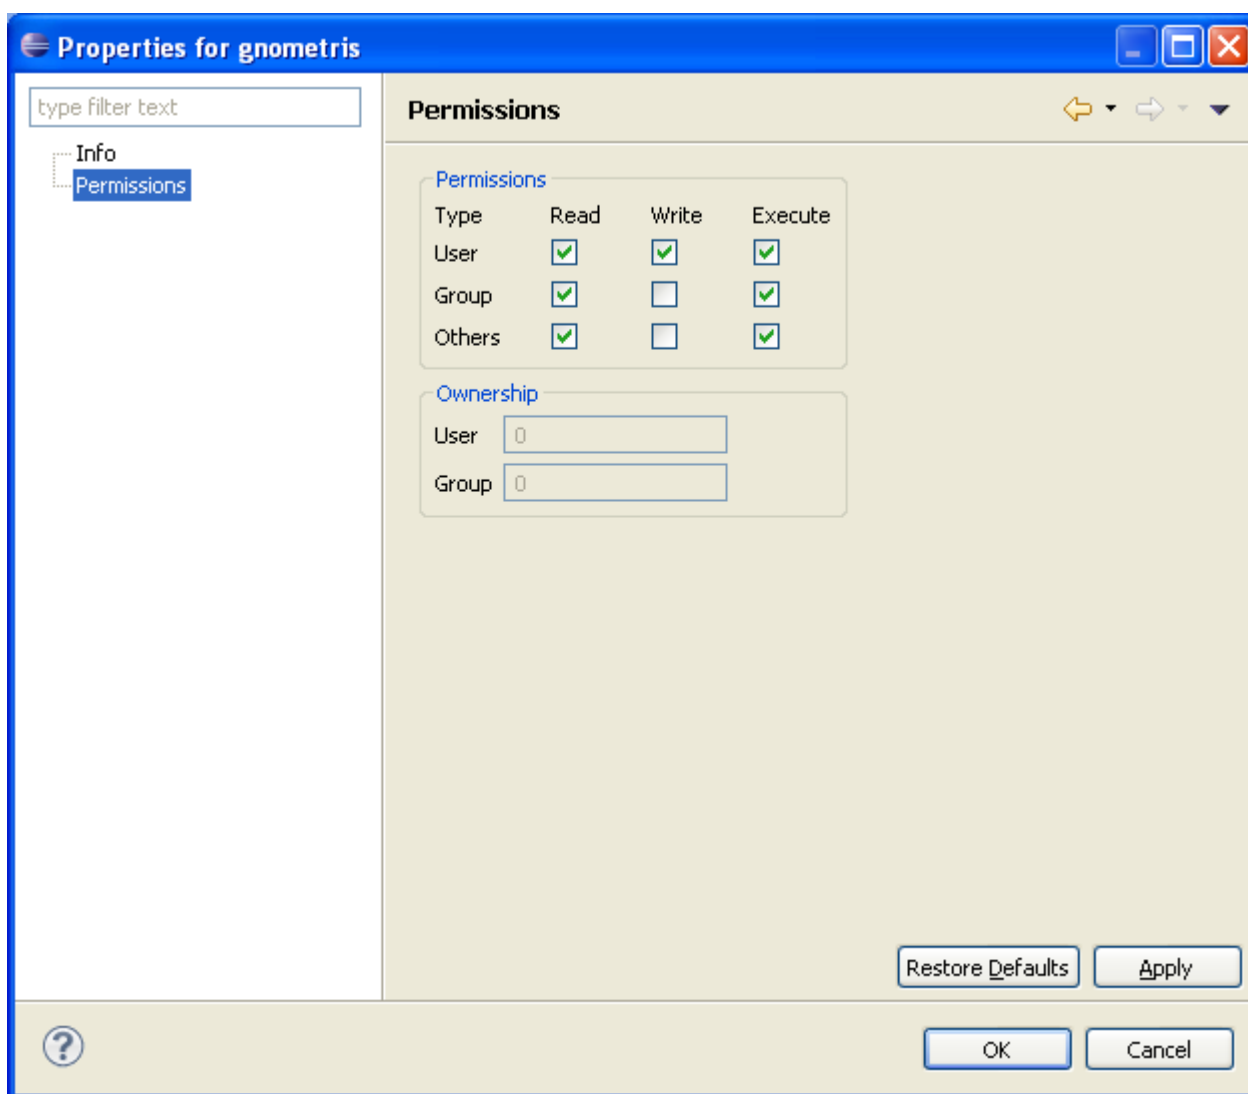 Properties for gnometris
type filter text
Info
Permissions
Permissions
Permissions
Type Read Write Execute
User
Group
Others
Ownership
User 0
Group 0
Restore Defaults Apply
? OK Cancel